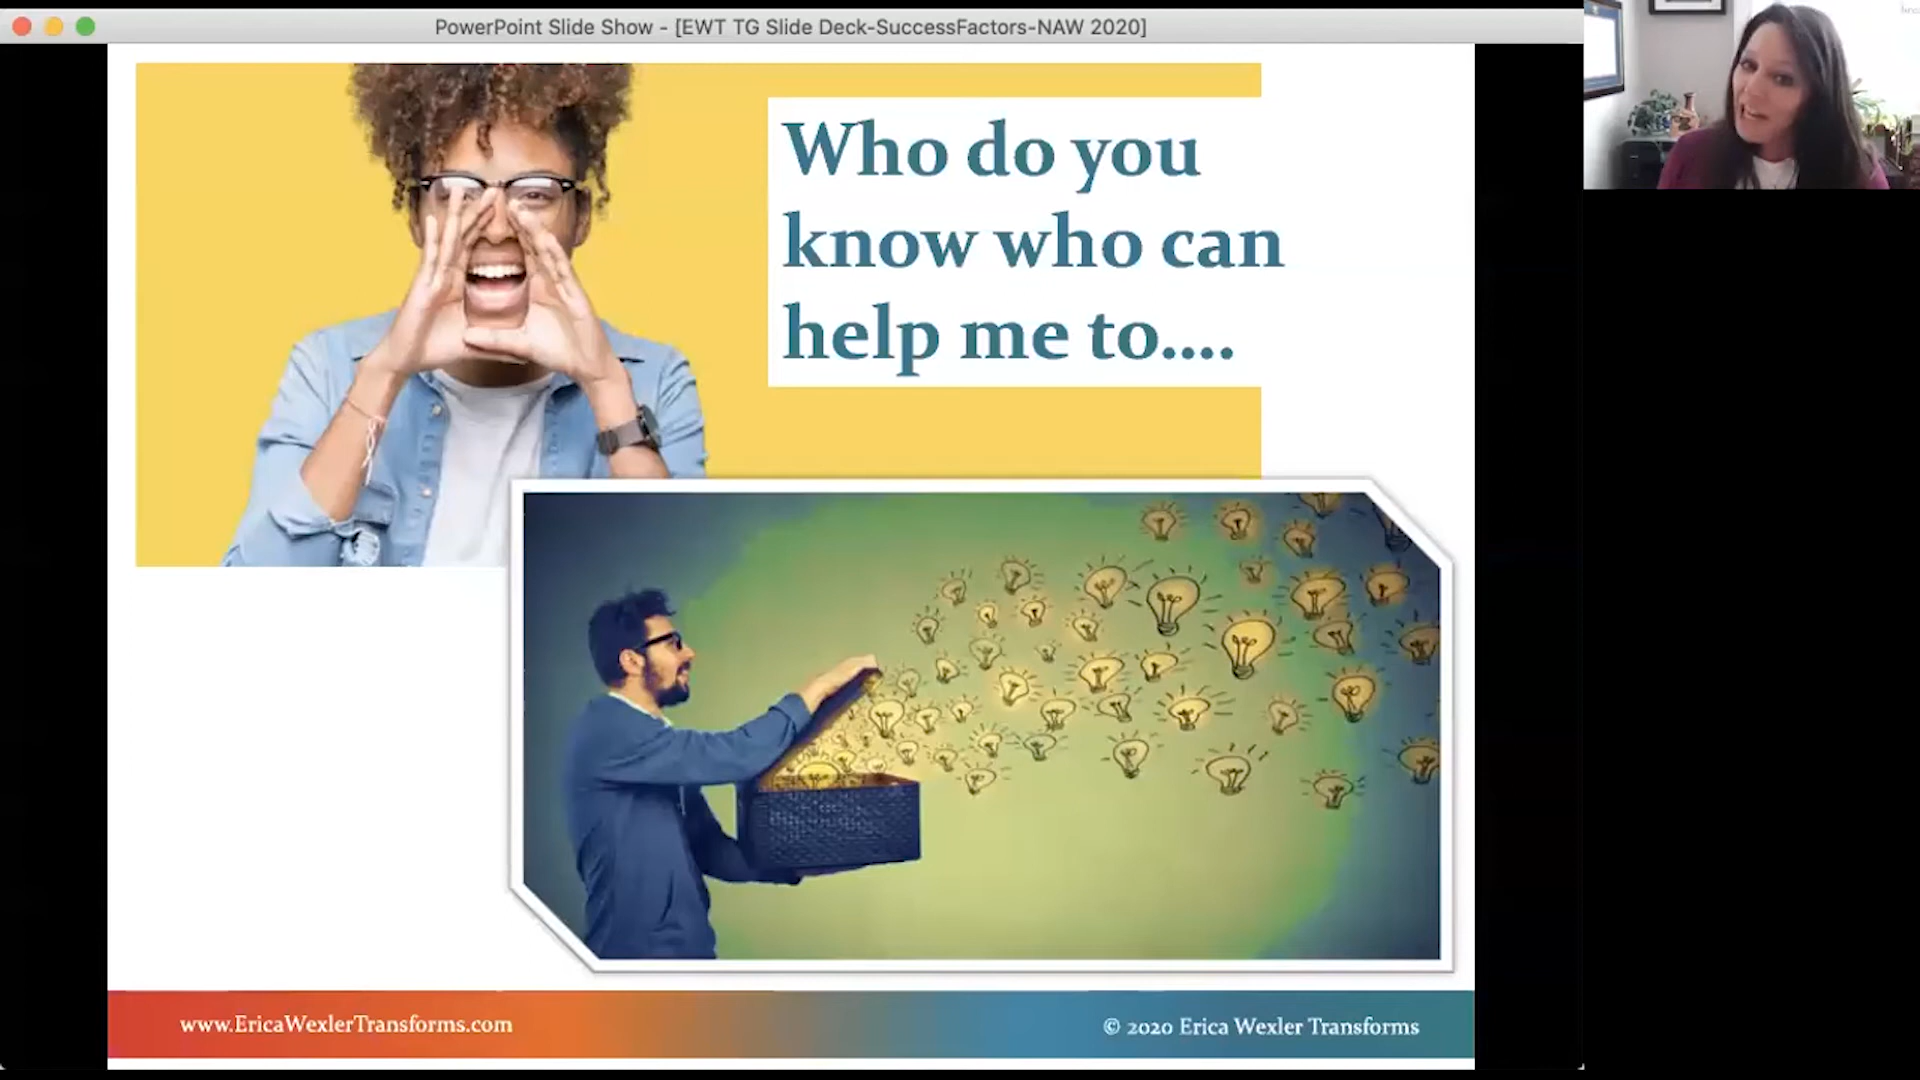 PowerPoint Slide Show - [EWT TG Slide Deck-SuccessFactors-NAW 2020]
Who do you
know who can
help me to....
www.EricaWexlerTransforms.com
© 2020 Erica Wexler Transforms